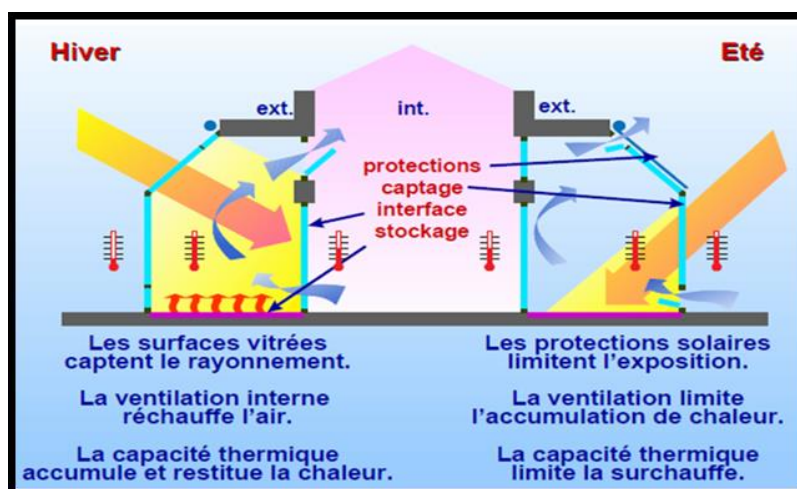 Hiver
Eté
ext.
int.
ext.
protections
captage
interface
stockage
Les surfaces vitrées
captent le rayonnement.
La ventilation interne
réchauffe l'air.
La capacité thermique
accumule et restitue la chaleur.
Les protections solaires
limitent l'exposition.
La ventilation limite
l'accumulation de chaleur.
La capacité thermique
limite la surchauffe.